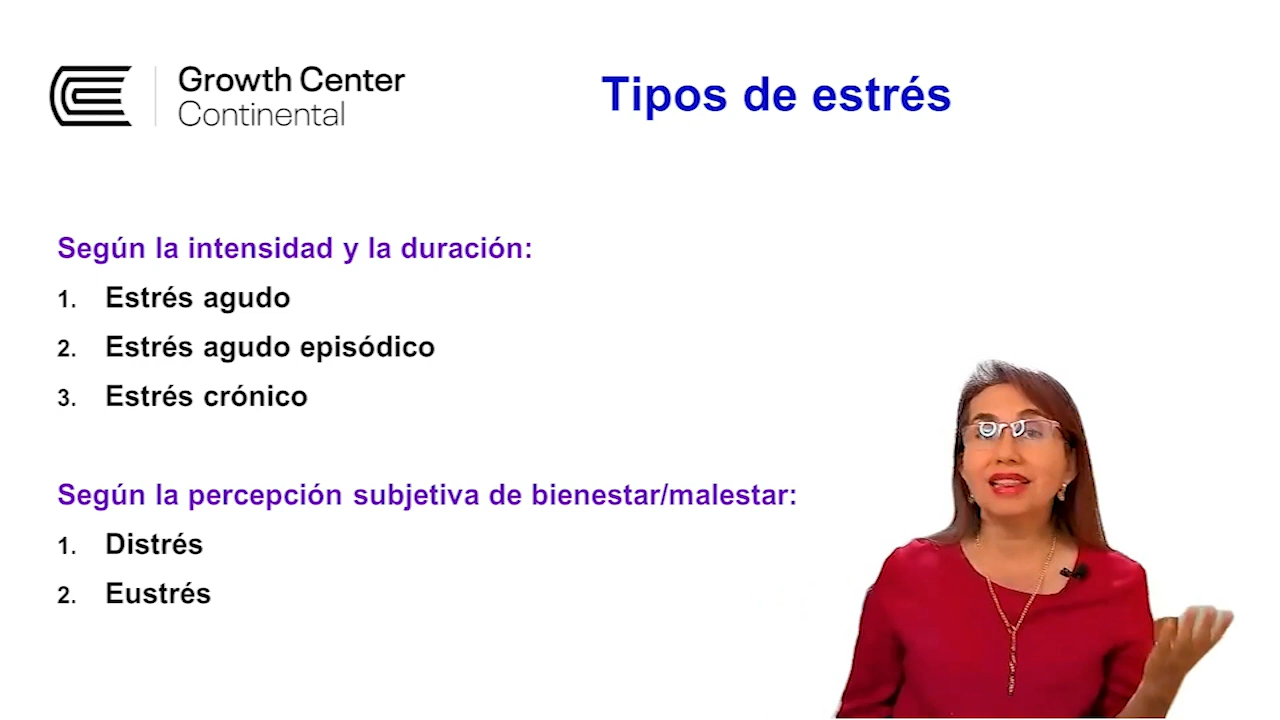 Growth Center
Continental
Tipos de estrés
Según la intensidad y la duración:
1. Estrés agudo
2. Estrés agudo episódico
3. Estrés crónico
Según la percepción subjetiva de bienestar/malestar:
1. Distrés
2. Eustrés